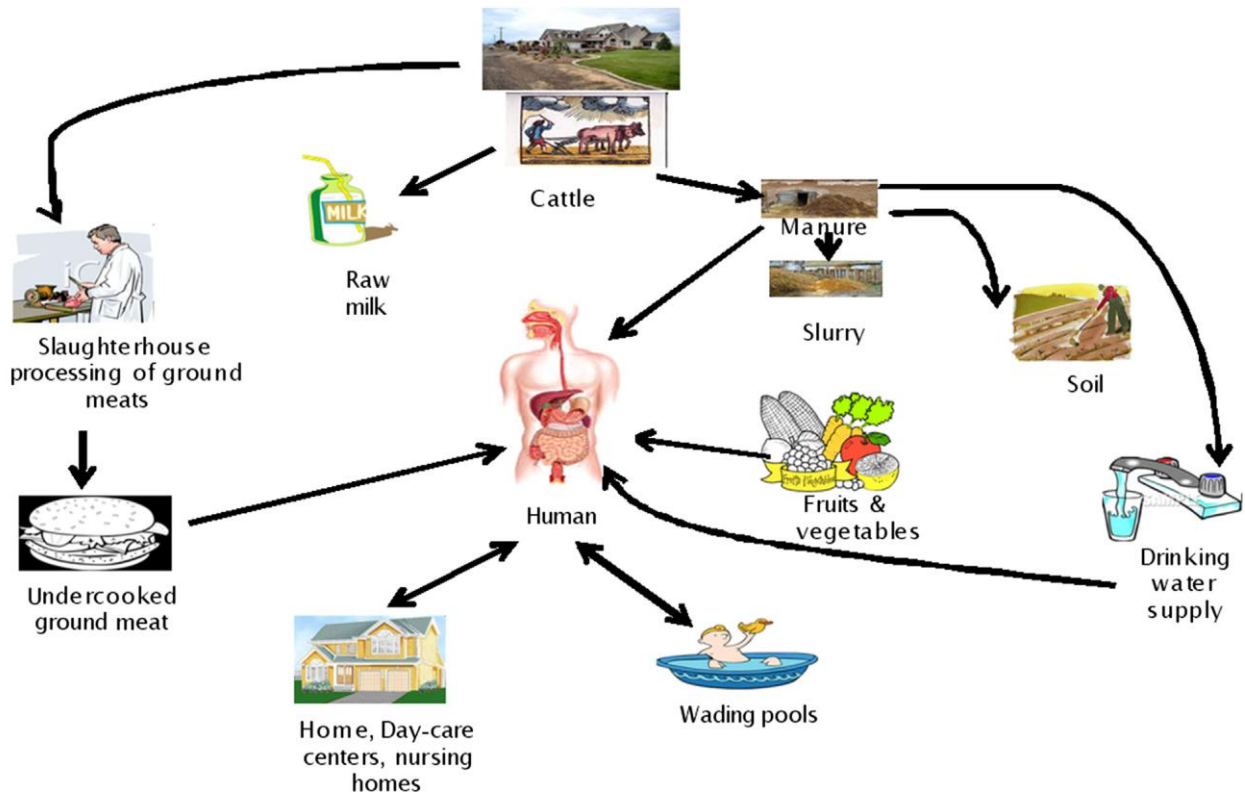 MILK
Cattle
Manure
Raw
milk
Slurry
Soil
Slaughterhouse
processing of ground
meats
Fruits &
vegetables
Human
Drinking
water
supply
Undercooked
ground meat
Wading pools
Home, Day-care
centers, nursing
homes